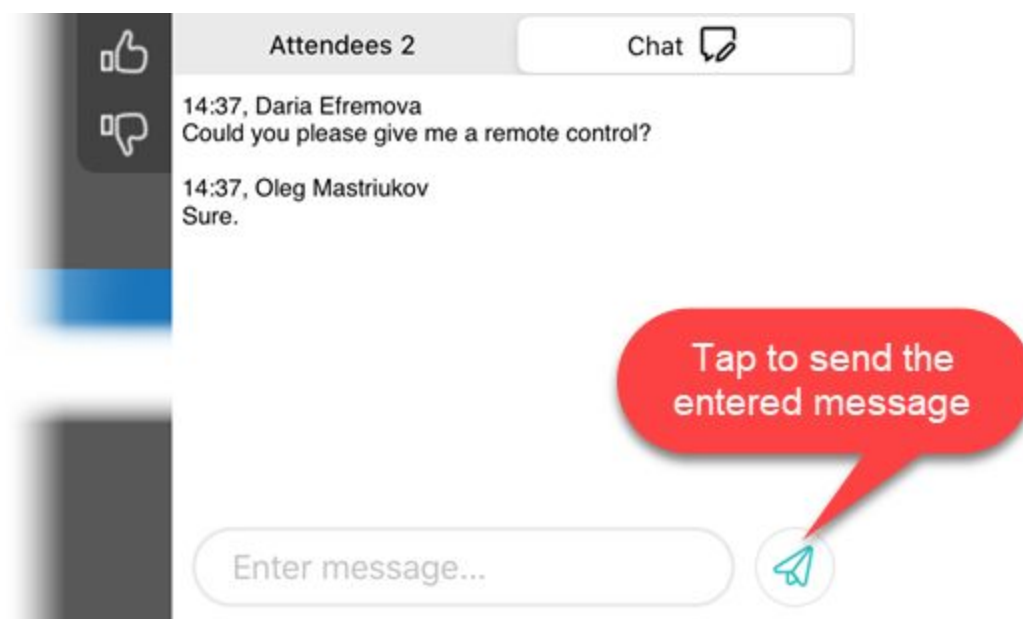 Attendees 2
Chat
14:37, Daria Efremova
Could you please give me a remote control?
14:37, Oleg Mastriukov
Sure.
Tap to send the
entered message
Enter message...